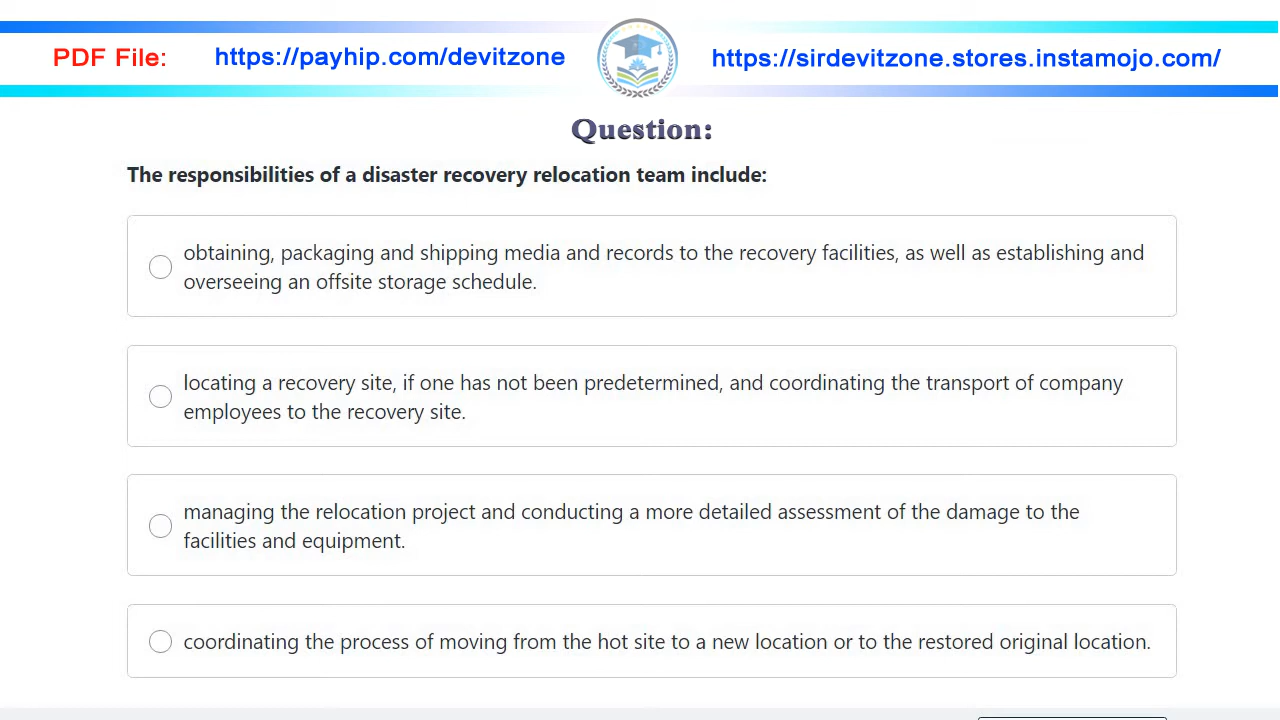 PDF File: https://payhip.com/devitzone https://sirdevitzone.stores.instamojo.com/
Question:
The responsibilities of a disaster recovery relocation team include:
obtaining, packaging and shipping media and records to the recovery facilities, as well as establishing and
overseeing an offsite storage schedule.
locating a recovery site, if one has not been predetermined, and coordinating the transport of company
employees to the recovery site.
managing the relocation project and conducting a more detailed assessment of the damage to the
facilities and equipment.
coordinating the process of moving from the hot site to a new location or to the restored original location.